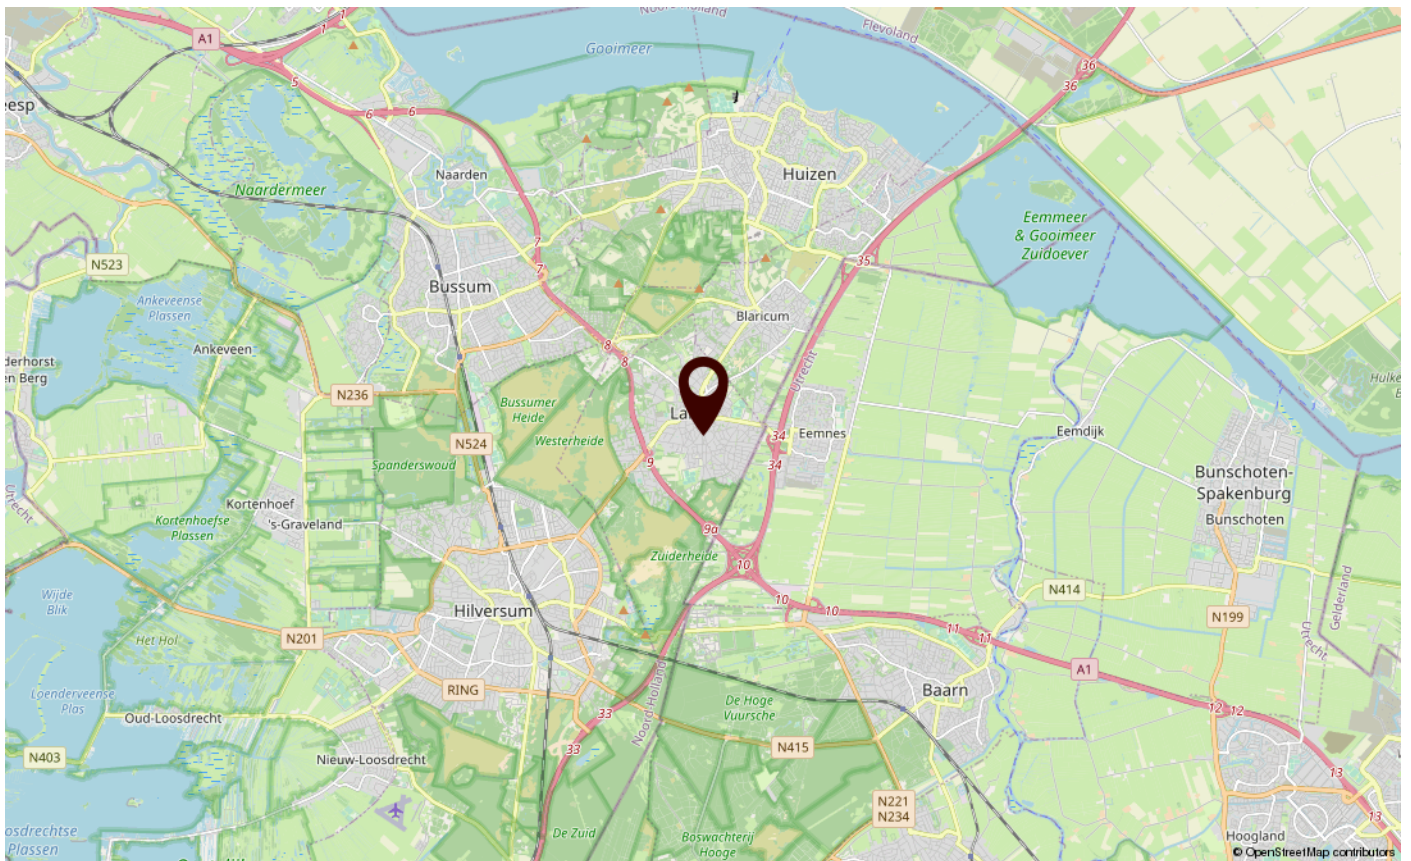 Noord-Holland
A1
1
1
Gooimeer
Flevoland
36
36
5
6
6
eesp
Naarden
Huizen
Naardermeer
Eemmeer
& Gooimeer
Zuidoever
7
7
35
N523
Bussum
Ankeveense
Plassen
Blaricum
Ankeveen
8
8
derhorst
en Berg
Utrecht
Hulke
N236
Bussumer
Heide
La
34
Eemnes
Eemdijk
N524
Westerheide
34
9
Spanderswoud
Bunschoten-
Spakenburg
Utrecht
Kortenhoef
's-Graveland
Bunschoten
Kortenhoefse
Plassen
9a
Zuiderheide
10
Wijde
Blik
N414
10
10
Hilversum
Gelderland
N199
Het Hol
N201
11
11
Utrecht
A1
RING
Baarn
Loenderveense
Plas
De Hoge
Vuursche
Noord-Holland
Oud-Loosdrecht
33
12
12
33
N415
N403
Nieuw-Loosdrecht
13
N221
N234
13
osdrechtse
Plassen
De Zuid
Boswachterij
Hooge
Hoogland
© OpenStreetMap contributors